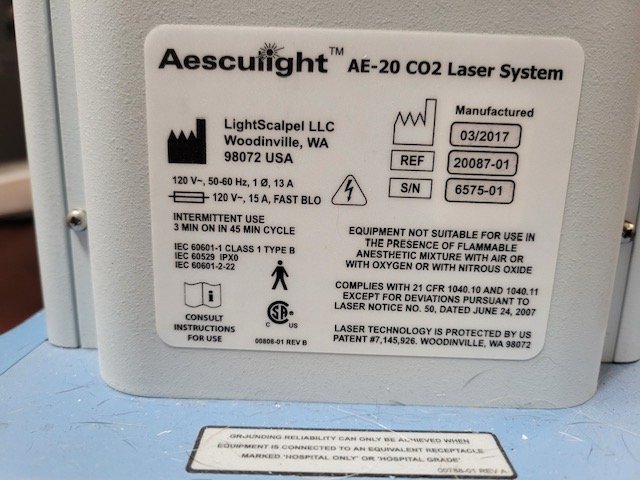 Aesculight™ AE-20 CO2 Laser System
LightScalpel LLC
Woodinville, WA
98072 USA
Manufactured
03/2017
REF 20087-01
S/N 6575-01
120 V~, 50-60 Hz, 1 Ø, 13 A
120 V~, 15 A, FAST BLO
INTERMITTENT USE
3 MIN ON IN 45 MIN CYCLE
IEC 60601-1 CLASS 1 TYPE B
IEC 60529 IPX0
IEC 60601-2-22
CONSULT
INSTRUCTIONS
FOR USE
SA
C US
00808-01 REV B
EQUIPMENT NOT SUITABLE FOR USE IN
THE PRESENCE OF FLAMMABLE
ANESTHETIC MIXTURE WITH AIR OR
WITH OXYGEN OR WITH NITROUS OXIDE
COMPLIES WITH 21 CFR 1040.10 AND 1040.11
EXCEPT FOR DEVIATIONS PURSUANT TO
LASER NOTICE NO. 50, DATED JUNE 24, 2007
LASER TECHNOLOGY IS PROTECTED BY US
PATENT #7,145,926. WOODINVILLE, WA 98072
GROUNDING RELIABILITY CAN ONLY BE ACHIEVED WHEN
EQUIPMENT IS CONNECTED TO AN EQUIVALENT RECEPTACLE
MARKED 'HOSPITAL ONLY' OR 'HOSPITAL GRADE'
00788-01 REV A